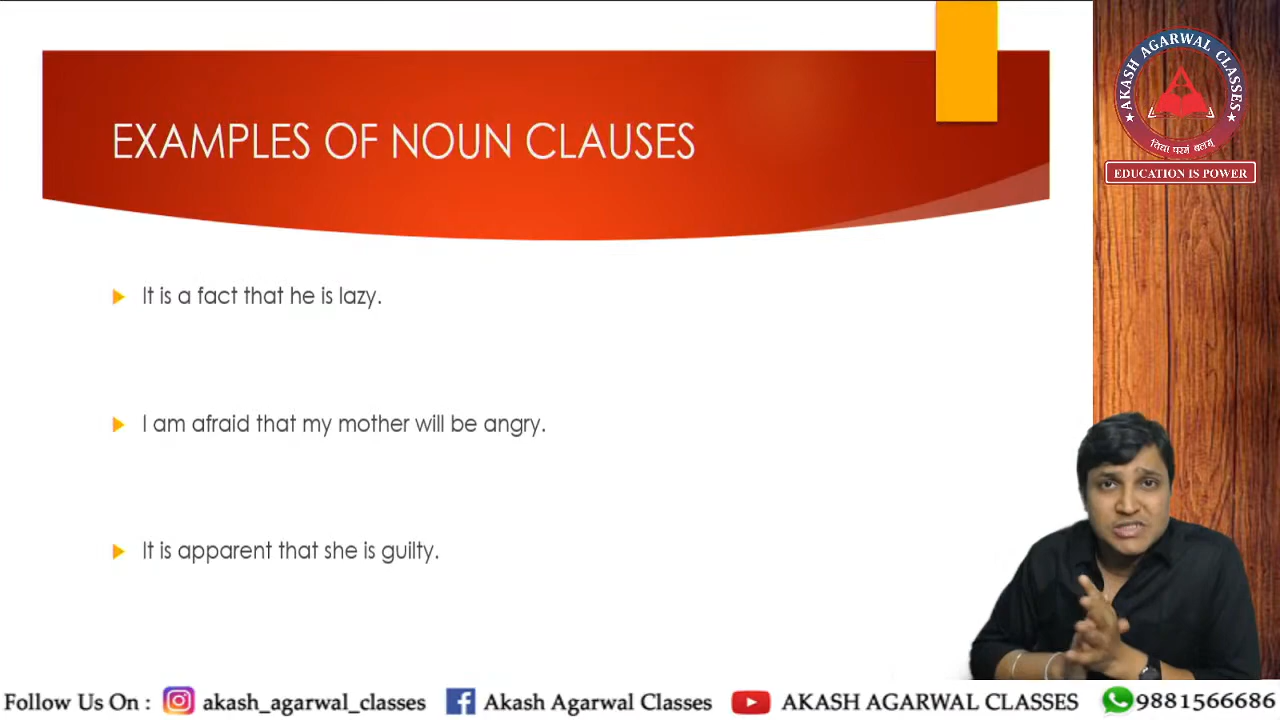 EXAMPLES OF NOUN CLAUSES
AKASH AGARWAL CLASSES
विद्या परमं बलम्
EDUCATION IS POWER
It is a fact that he is lazy.
I am afraid that my mother will be angry.
It is apparent that she is guilty.
Follow Us On : akash_agarwal_classes Akash Agarwal Classes AKASH AGARWAL CLASSES 9881566686